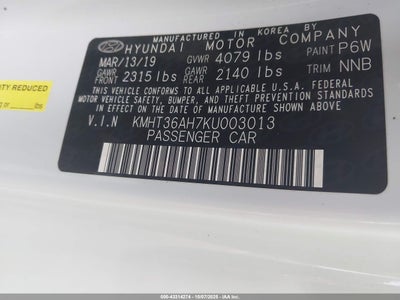 MANUFACTURED IN KOREA BY
HYUNDAI MOTOR COMPANY
MAR/13/19 GVWR 4079 lbs PAINT P6W
GAWR FRT 2315 lbs GAWR REAR 2140 lbs TRIM NNB
THIS VEHICLE CONFORMS TO ALL APPLICABLE FEDERAL
MOTOR VEHICLE SAFETY, BUMPER, AND THEFT PREVENTION
STANDARDS IN EFFECT ON THE DATE OF MANUFACTURE SHOWN ABOVE.
V.I.N KMHT36AH7KU003013
PASSENGER CAR
REDUCED
lbs
000-43314274 - 10/07/2025 - 0000000